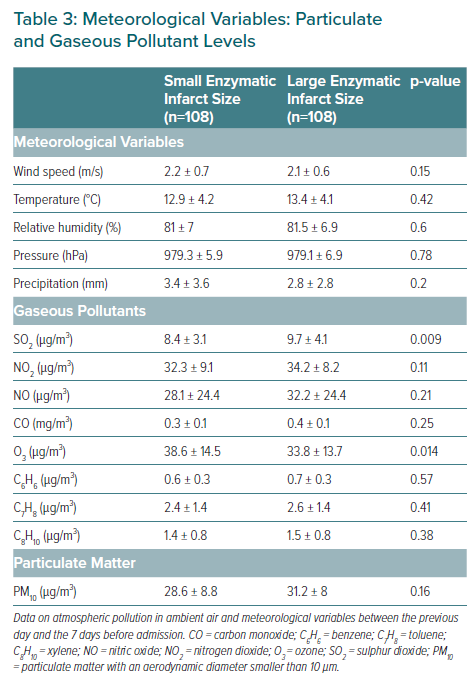 Table 3: Meteorological Variables: Particulate
and Gaseous Pollutant Levels
Small Enzymatic Infarct Size (n=108) Large Enzymatic Infarct Size (n=108) p-value
Meteorological Variables
Wind speed (m/s) 2.2 ± 0.7 2.1 ± 0.6 0.15
Temperature (°C) 12.9 ± 4.2 13.4 ± 4.1 0.42
Relative humidity (%) 81 ± 7 81.5 ± 6.9 0.6
Pressure (hPa) 979.3 ± 5.9 979.1 ± 6.9 0.78
Precipitation (mm) 3.4 ± 3.6 2.8 ± 2.8 0.2
Gaseous Pollutants
SO₂ (µg/m³) 8.4 ± 3.1 9.7 ± 4.1 0.009
NO₂ (µg/m³) 32.3 ± 9.1 34.2 ± 8.2 0.11
NO (µg/m³) 28.1 ± 24.4 32.2 ± 24.4 0.21
CO (mg/m³) 0.3 ± 0.1 0.4 ± 0.1 0.25
O₃ (µg/m³) 38.6 ± 14.5 33.8 ± 13.7 0.014
C₆H₆ (µg/m³) 0.6 ± 0.3 0.7 ± 0.3 0.57
C₇H₈ (µg/m³) 2.4 ± 1.4 2.6 ± 1.4 0.41
C₈H₁₀ (µg/m³) 1.4 ± 0.8 1.5 ± 0.8 0.38
Particulate Matter
PM₁₀ (µg/m³) 28.6 ± 8.8 31.2 ± 8 0.16
Data on atmospheric pollution in ambient air and meteorological variables between the previous
day and the 7 days before admission. CO = carbon monoxide; C₆H₆ = benzene; C₇H₈ = toluene;
C₈H₁₀ = xylene; NO = nitric oxide; NO₂ = nitrogen dioxide; O₃ = ozone; SO₂ = sulphur dioxide; PM₁₀
= particulate matter with an aerodynamic diameter smaller than 10 µm.